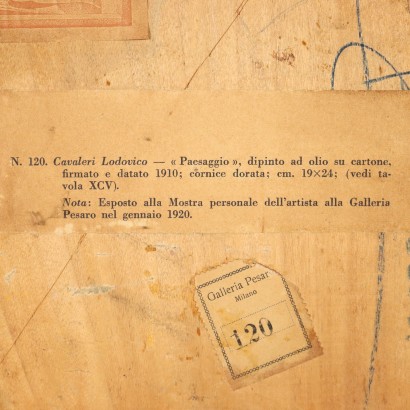 N. 120. Cavaleri Lodovico — « Paesaggio », dipinto ad olio su cartone,
firmato e datato 1910; cornice dorata; cm. 19×24; (vedi ta-
vola XCV).
Nota: Esposto alla Mostra personale dell'artista alla Galleria
Pesaro nel gennaio 1920.
Galleria Pesar
Milano
120